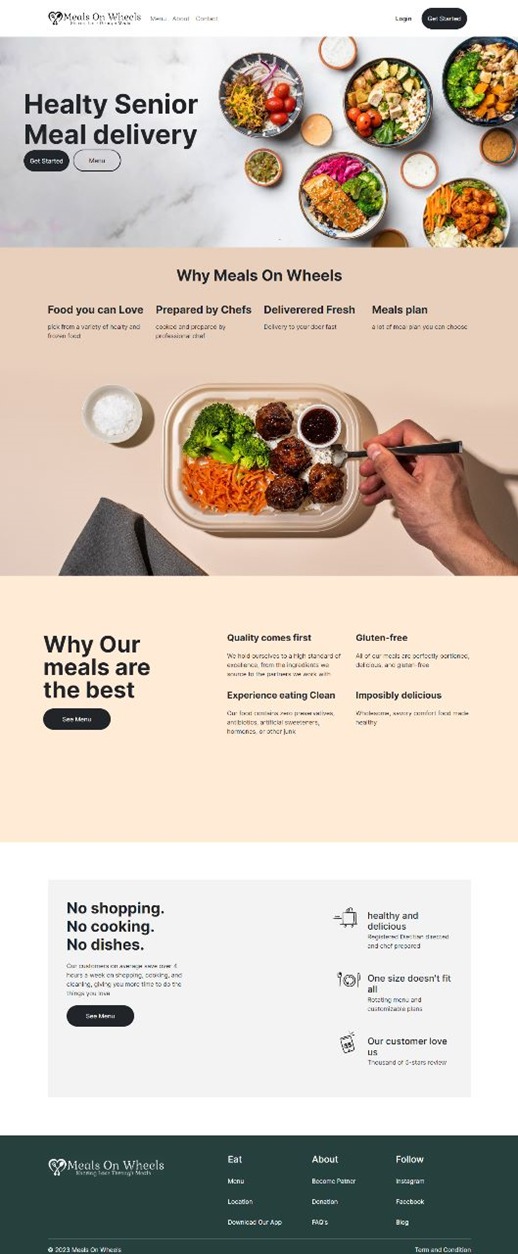 Meals On Wheels
Menu About Contact
Login
Get Started
Healty Senior
Meal delivery
Get Started
Menu
Why Meals On Wheels
Food you can Love
pick from a variety of healty and
frozen food
Prepared by Chefs
cooked and prepared by
professional chef
Deliverered Fresh
Delivery to your door fast
Meals plan
a lot of meal plan you can choose
Why Our
meals are
the best
See Menu
Quality comes first
We hold ourselves to a high standard of
excellence, from the ingredients we
source to the partners we work with
Gluten-free
All of our meals are perfectly portioned,
delicious, and gluten-free
Experience eating Clean
Our food contains zero preservatives,
antibiotics, artificial sweeteners,
hormones, or other junk
Imposibly delicious
Wholesome, savory comfort food made
healthy
No shopping.
No cooking.
No dishes.
Our customers on average save over 4
hours a week on shopping, cooking, and
cleaning, giving you more time to do the
things you love
See Menu
healthy and
delicious
Registered Dietitian directed
and chef prepared
One size doesn't fit
all
Rotating menu and
customizable plans
Our customer love
us
Thousand of 5-stars review
Meals On Wheels
Sharing Love Through Meals
Eat
Menu
Location
Download Our App
About
Become Patner
Donation
FAQ's
Follow
Instagram
Facebook
Blog
© 2023 Meals On Wheels
Term and Condition